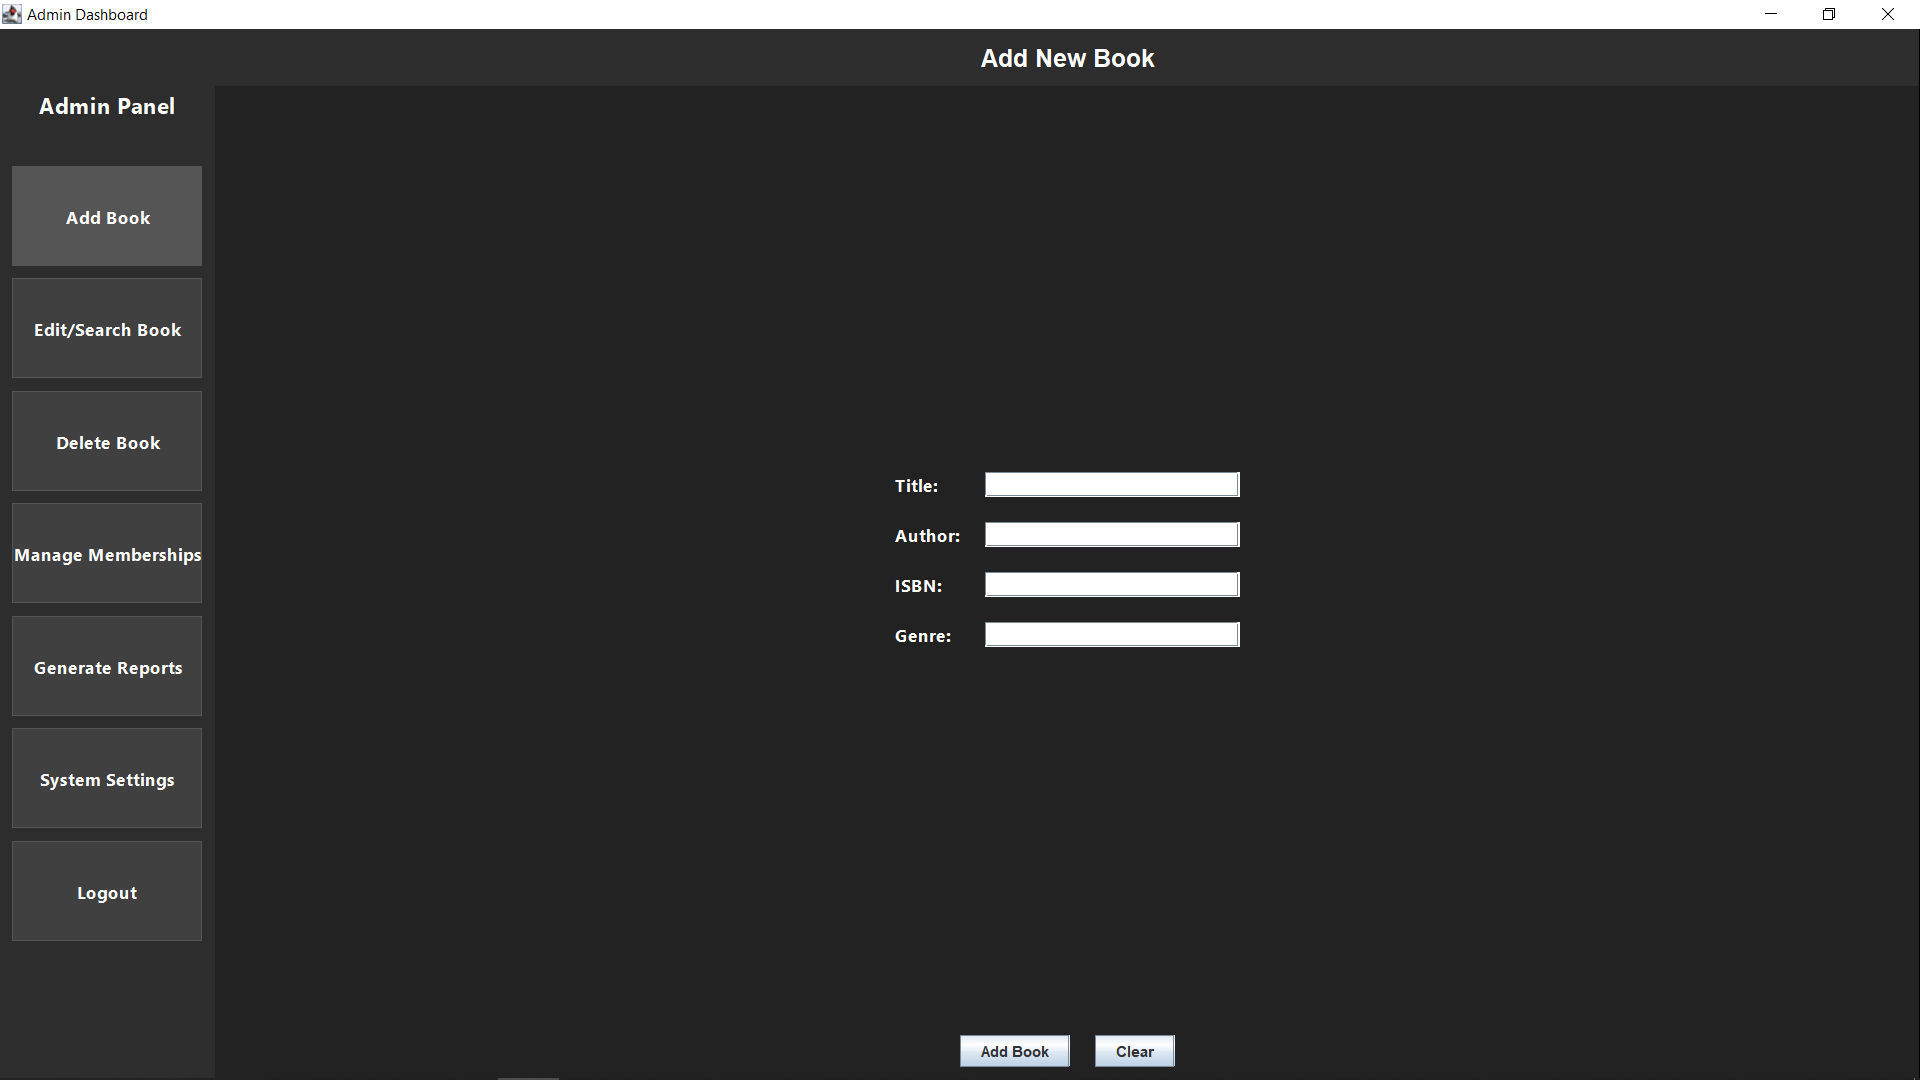 Admin Dashboard
Add New Book
Admin Panel
Add Book
Edit/Search Book
Delete Book
Manage Memberships
Generate Reports
System Settings
Logout
Title:
Author:
ISBN:
Genre:
Add Book
Clear